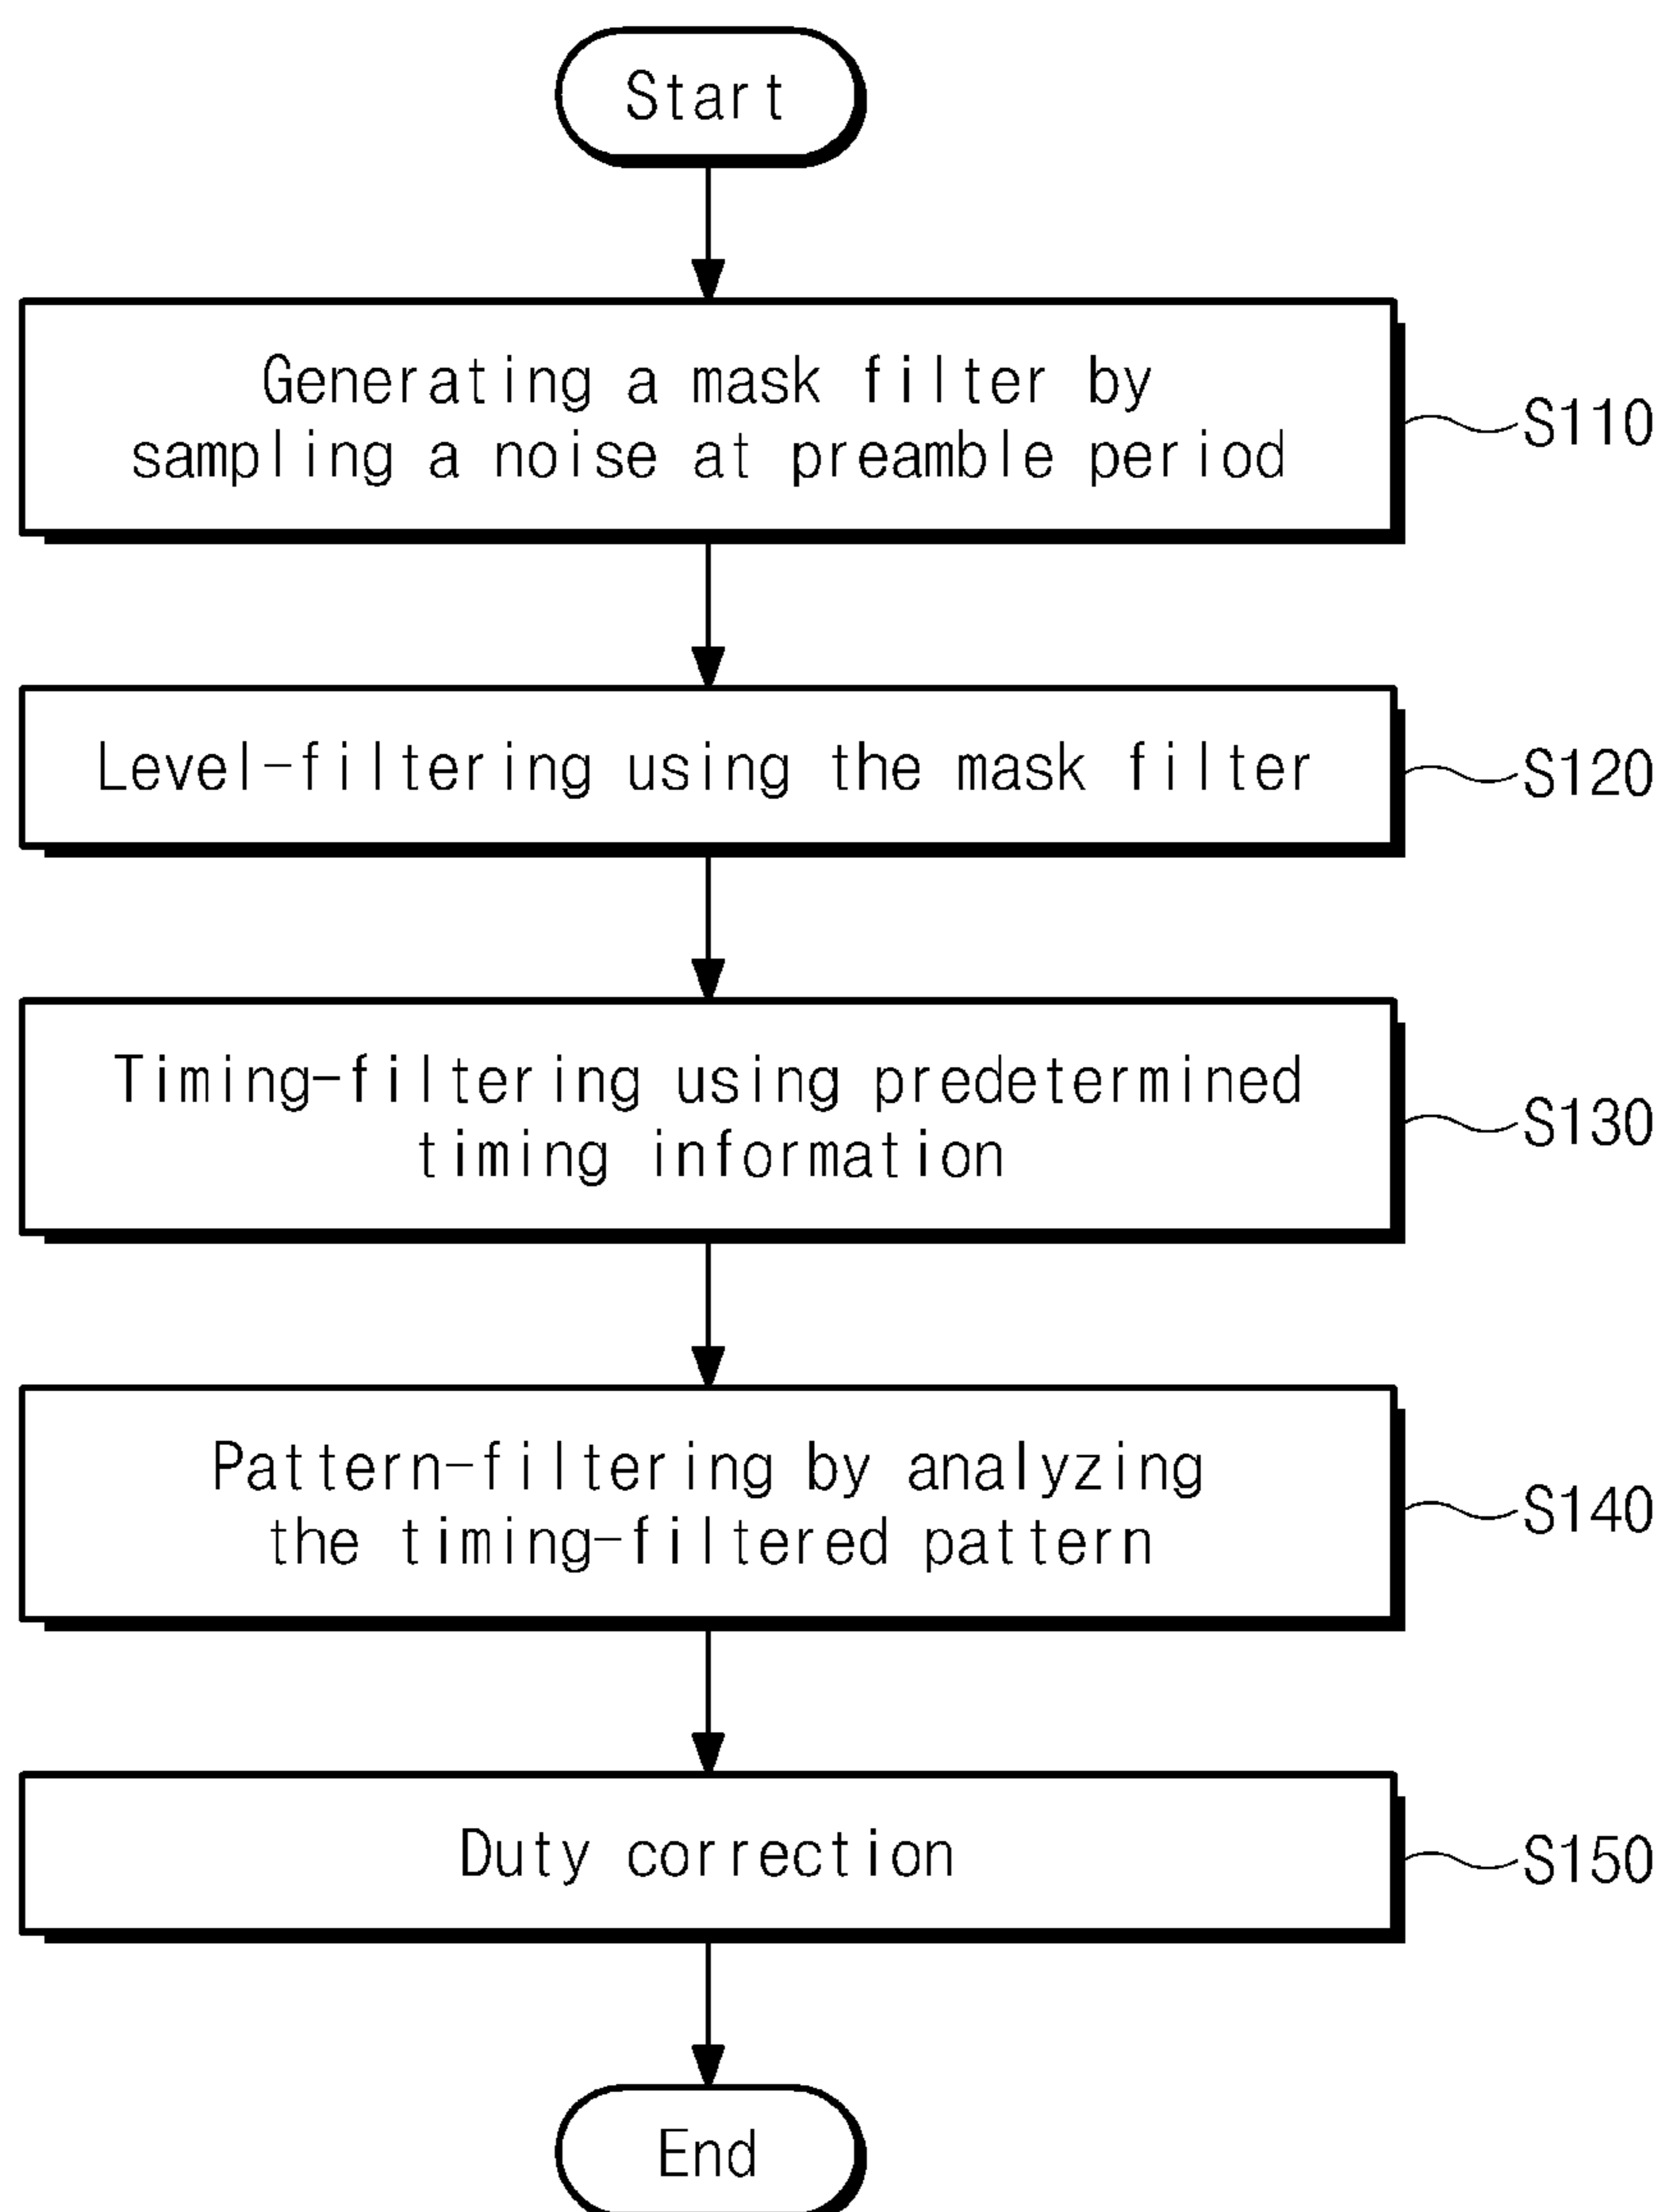 Start
Generating a mask filter by
sampling a noise at preamble period
S110
Level-filtering using the mask filter
S120
Timing-filtering using predetermined
timing information
S130
Pattern-filtering by analyzing
the timing-filtered pattern
S140
Duty correction
S150
End